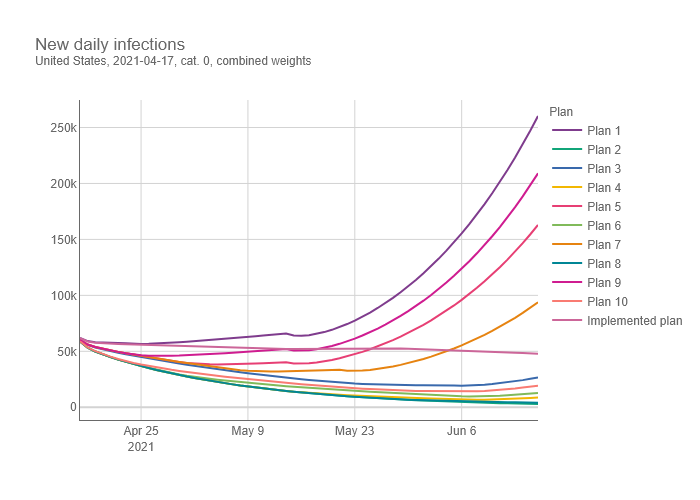 New daily infections
United States, 2021-04-17, cat. 0, combined weights
250k
200k
150k
100k
50k
0
Apr 25
2021
May 9
May 23
Jun 6
Plan
Plan 1
Plan 2
Plan 3
Plan 4
Plan 5
Plan 6
Plan 7
Plan 8
Plan 9
Plan 10
Implemented plan